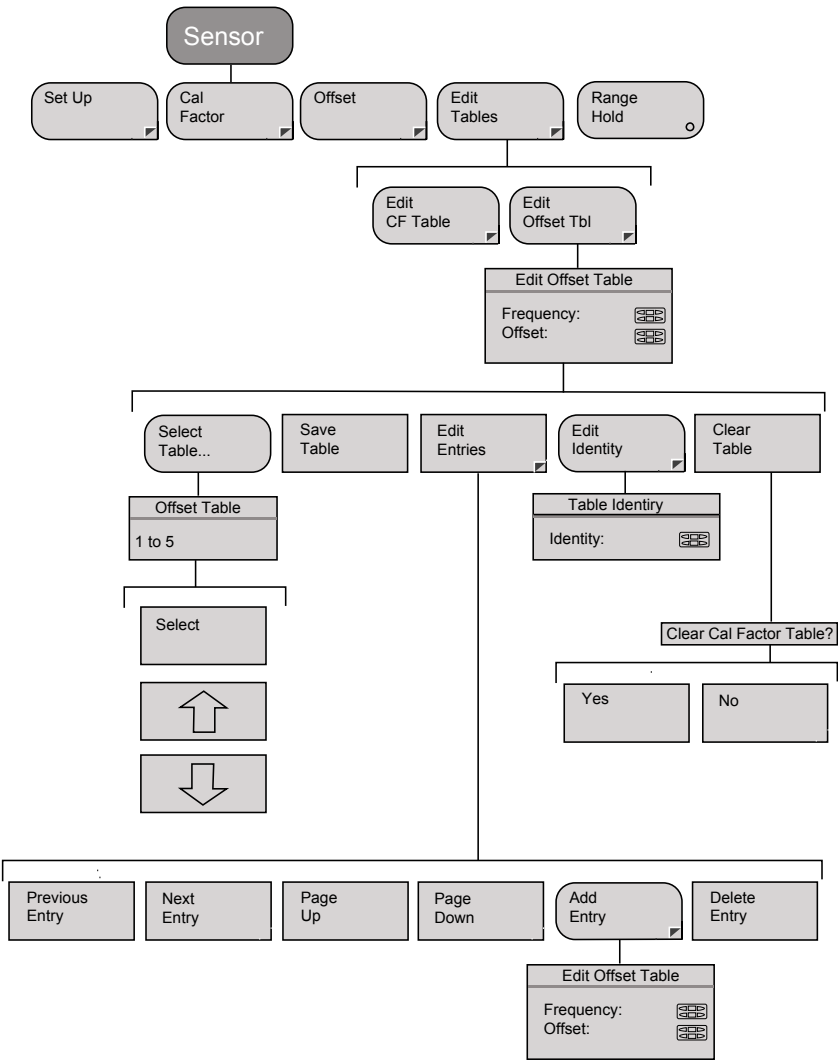 Sensor
Set Up
Cal
Factor
Offset
Edit
Tables
Range
Hold
Edit
CF Table
Edit
Offset Tbl
Edit Offset Table
Frequency:
Offset:
Select
Table...
Save
Table
Edit
Entries
Edit
Identity
Clear
Table
Offset Table
1 to 5
Table Identiry
Identity:
Select
Clear Cal Factor Table?
Yes
No
Previous
Entry
Next
Entry
Page
Up
Page
Down
Add
Entry
Delete
Entry
Edit Offset Table
Frequency:
Offset: